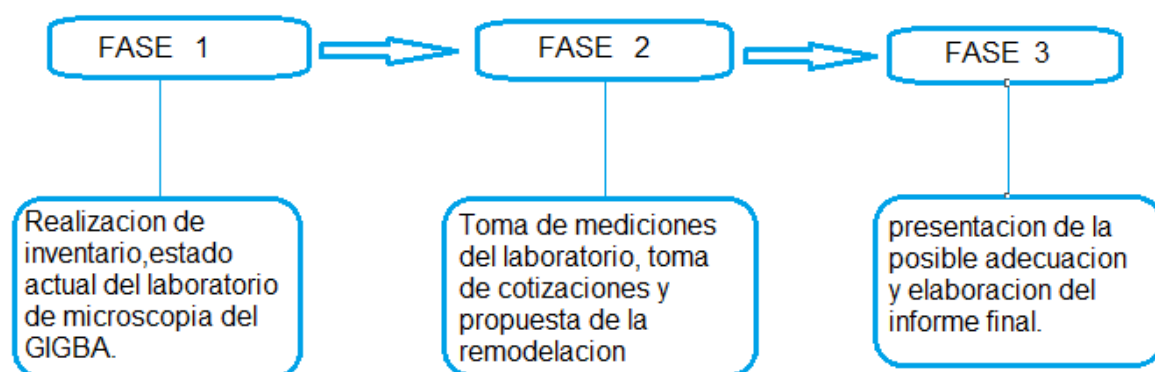 FASE 1
FASE 2
FASE 3
Realizacion de
inventario,estado
actual del laboratorio
de microscopia del
GIGBA.
Toma de mediciones
del laboratorio, toma
de cotizaciones y
propuesta de la
remodelacion
presentacion de la
posible adecuacion
y elaboracion del
informe final.